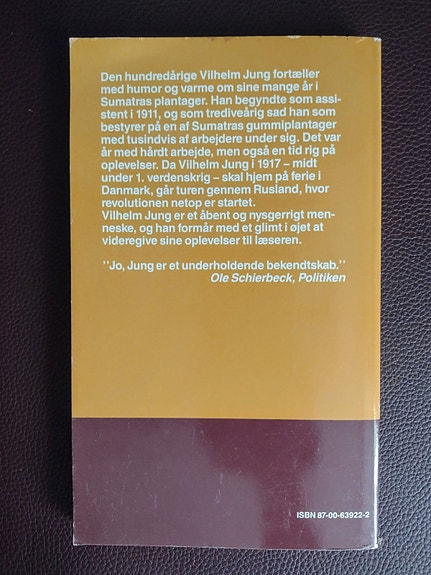 Den hundredårige Vilhelm Jung fortæller
med humor og varme om sine mange år i
Sumatras plantager. Han begyndte som assi-
stent i 1911, og som trediveårig sad han som
bestyrer på en af Sumatras gummiplantager
med tusindvis af arbejdere under sig. Det var
år med hårdt arbejde, men også en tid rig på
oplevelser. Da Vilhelm Jung i 1917 – midt
under 1. verdenskrig – skal hjem på ferie i
Danmark, går turen gennem Rusland, hvor
revolutionen netop er startet.
Vilhelm Jung er et åbent og nysgerrigt men-
neske, og han formår med et glimt i øjet at
videregive sine oplevelser til læseren.
"Jo, Jung er et underholdende bekendtskab."
Ole Schierbeck, Politiken
ISBN 87-00-63922-2